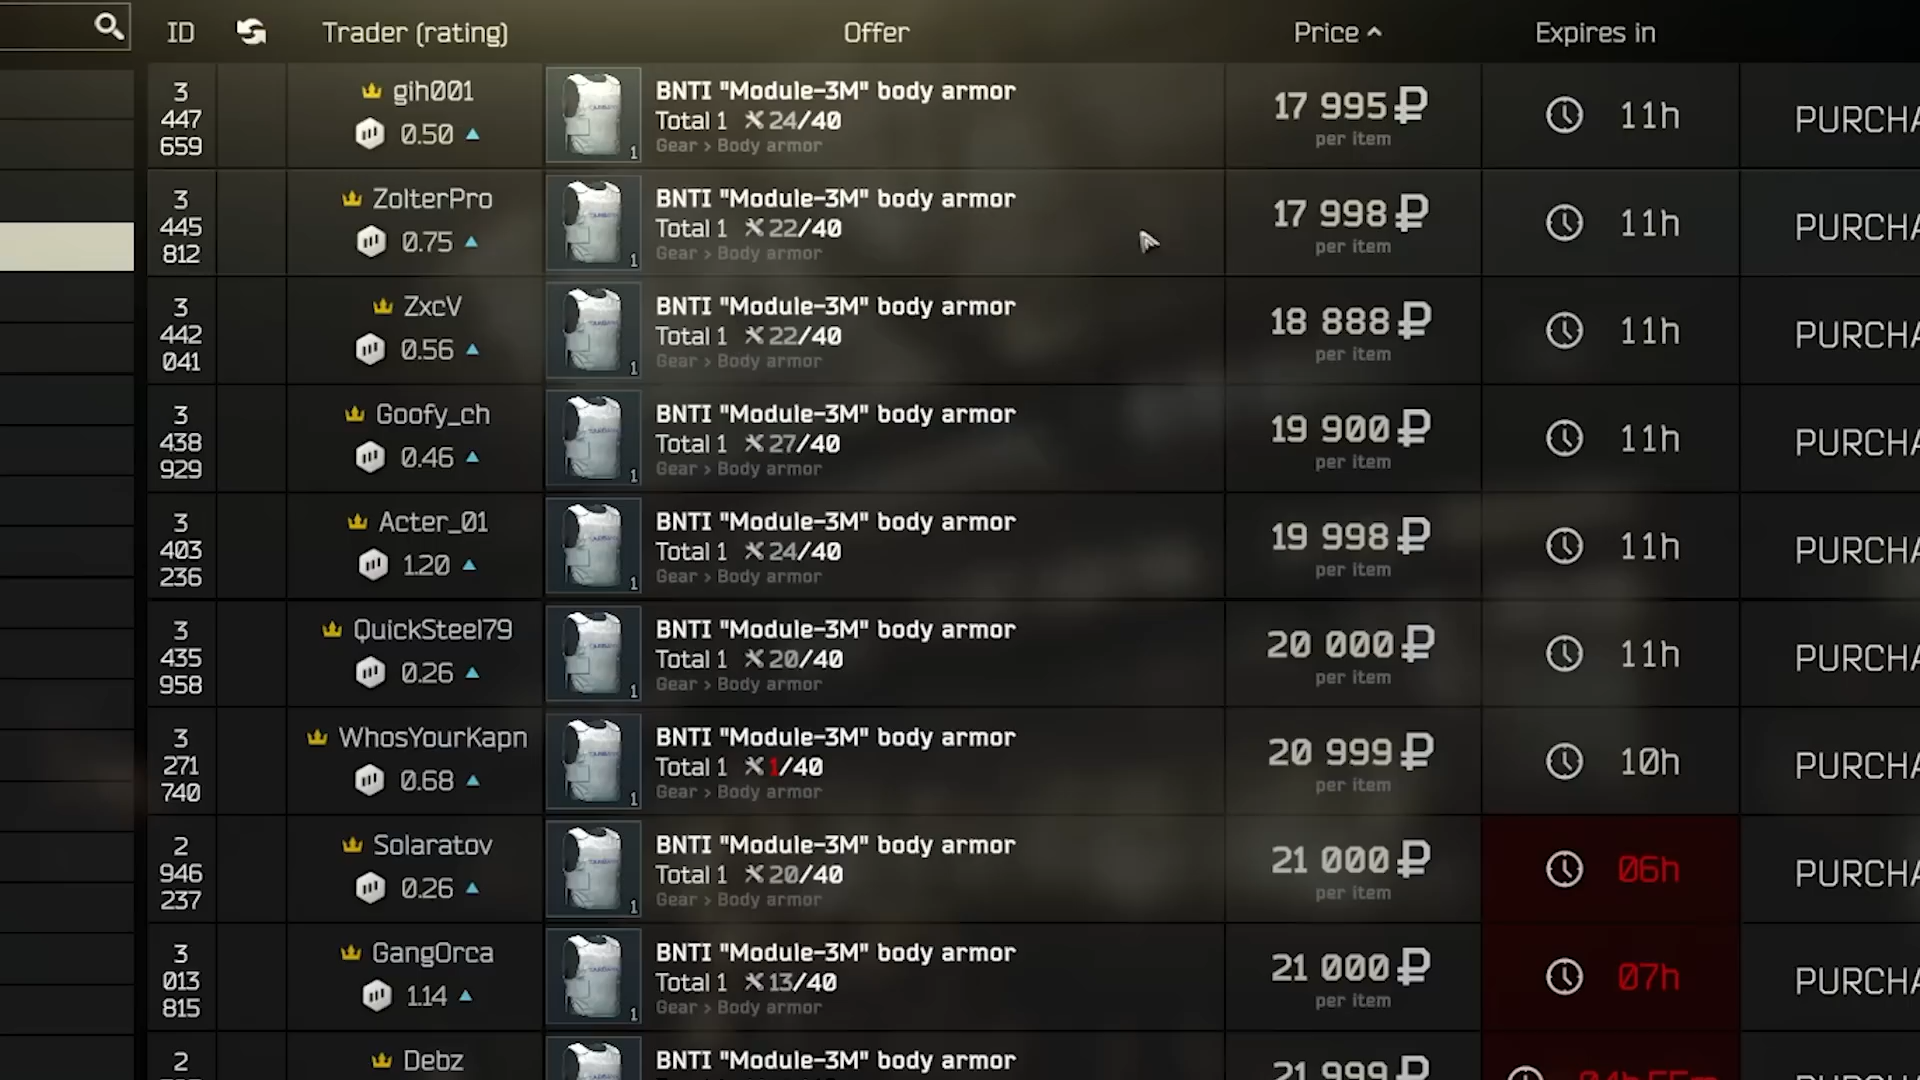 ID Trader (rating) Offer Price Expires in
3 447 659 gih001 0.50 BNTI "Module-3M" body armor Total 1 24/40 Gear > Body armor 1 17 995 ₽ per item 11h PURCHA
3 445 812 ZolterPro 0.75 BNTI "Module-3M" body armor Total 1 22/40 Gear > Body armor 1 17 998 ₽ per item 11h PURCHA
3 442 041 ZxcV 0.56 BNTI "Module-3M" body armor Total 1 22/40 Gear > Body armor 1 18 888 ₽ per item 11h PURCHA
3 438 929 Goofy_ch 0.46 BNTI "Module-3M" body armor Total 1 27/40 Gear > Body armor 1 19 900 ₽ per item 11h PURCHA
3 403 236 Acter_01 1.20 BNTI "Module-3M" body armor Total 1 24/40 Gear > Body armor 1 19 998 ₽ per item 11h PURCHA
3 435 958 QuickSteel79 0.26 BNTI "Module-3M" body armor Total 1 20/40 Gear > Body armor 1 20 000 ₽ per item 11h PURCHA
3 271 740 WhosYourKapn 0.68 BNTI "Module-3M" body armor Total 1 1/40 Gear > Body armor 1 20 999 ₽ per item 10h PURCHA
2 946 237 Solaratov 0.26 BNTI "Module-3M" body armor Total 1 20/40 Gear > Body armor 1 21 000 ₽ per item 06h PURCHA
3 013 815 GangOrca 1.14 BNTI "Module-3M" body armor Total 1 13/40 Gear > Body armor 1 21 000 ₽ per item 07h PURCHA
2 Debz BNTI "Module-3M" body armor 21 999 ₽